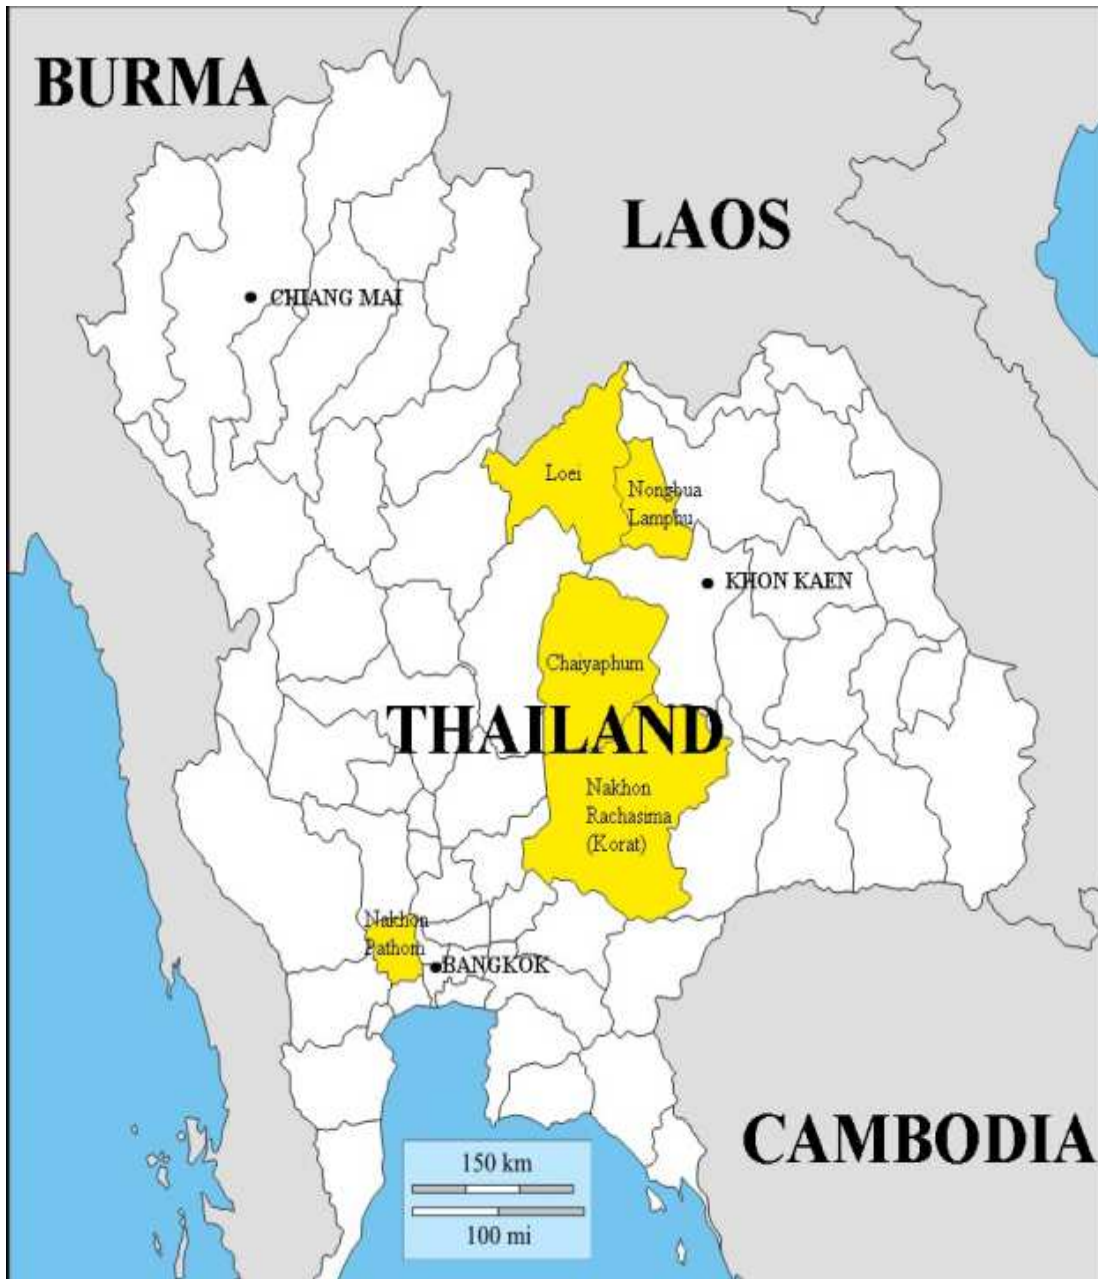 BURMA
LAOS
CHIANG MAI
Loei
Nongbua
Lamphu
KHON KAEN
Chaiyaphum
THAILAND
Nakhon
Rachasima
(Korat)
Nakhon
Pathom
BANGKOK
CAMBODIA
150 km
100 mi